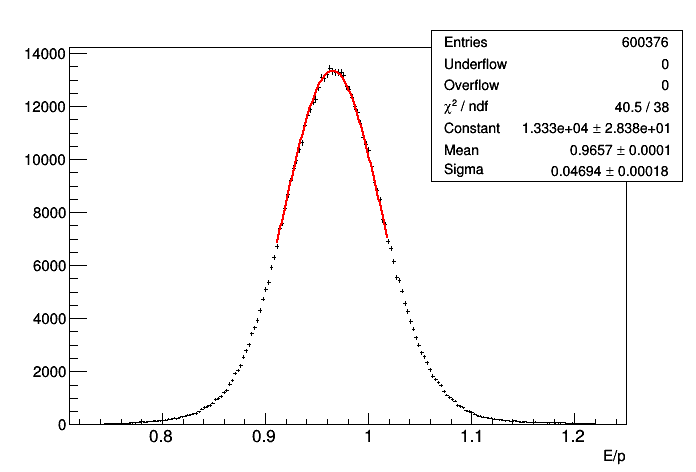 Entries 600376
Underflow 0
Overflow 0
χ² / ndf 40.5 / 38
Constant 1.333e+04 ± 2.838e+01
Mean 0.9657 ± 0.0001
Sigma 0.04694 ± 0.00018
14000
12000
10000
8000
6000
4000
2000
0
0.8 0.9 1 1.1 1.2
E/p